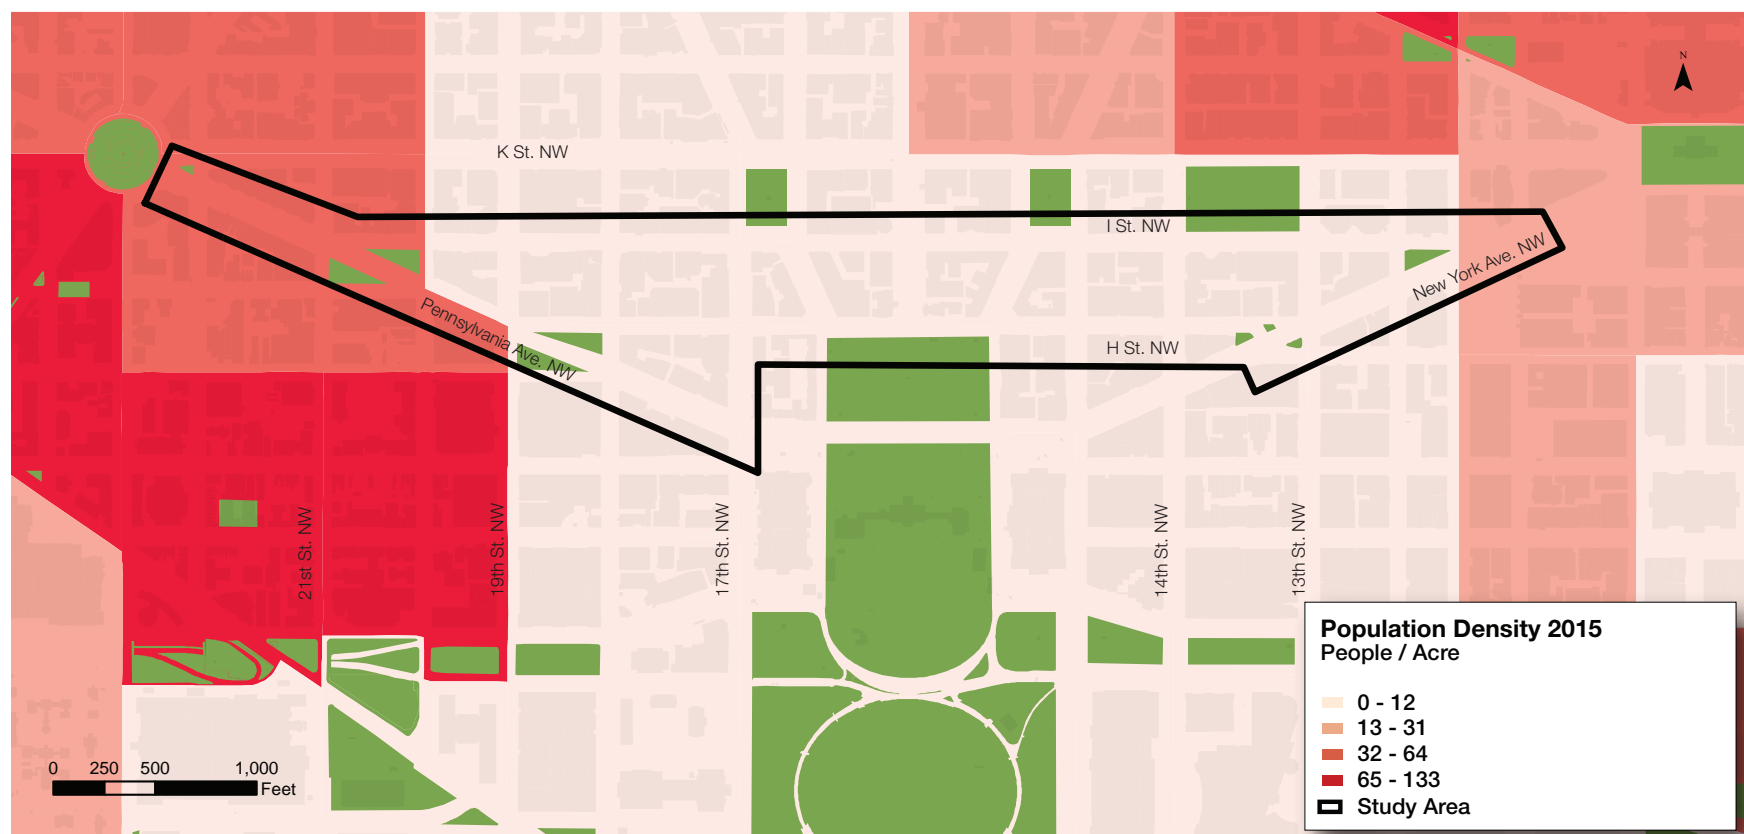 N
K St. NW
I St. NW
New York Ave. NW
Pennsylvania Ave. NW
H St. NW
21st St. NW
19th St. NW
17th St. NW
14th St. NW
13th St. NW
Population Density 2015
People / Acre
0 - 12
13 - 31
32 - 64
65 - 133
Study Area
0 250 500 1,000
Feet